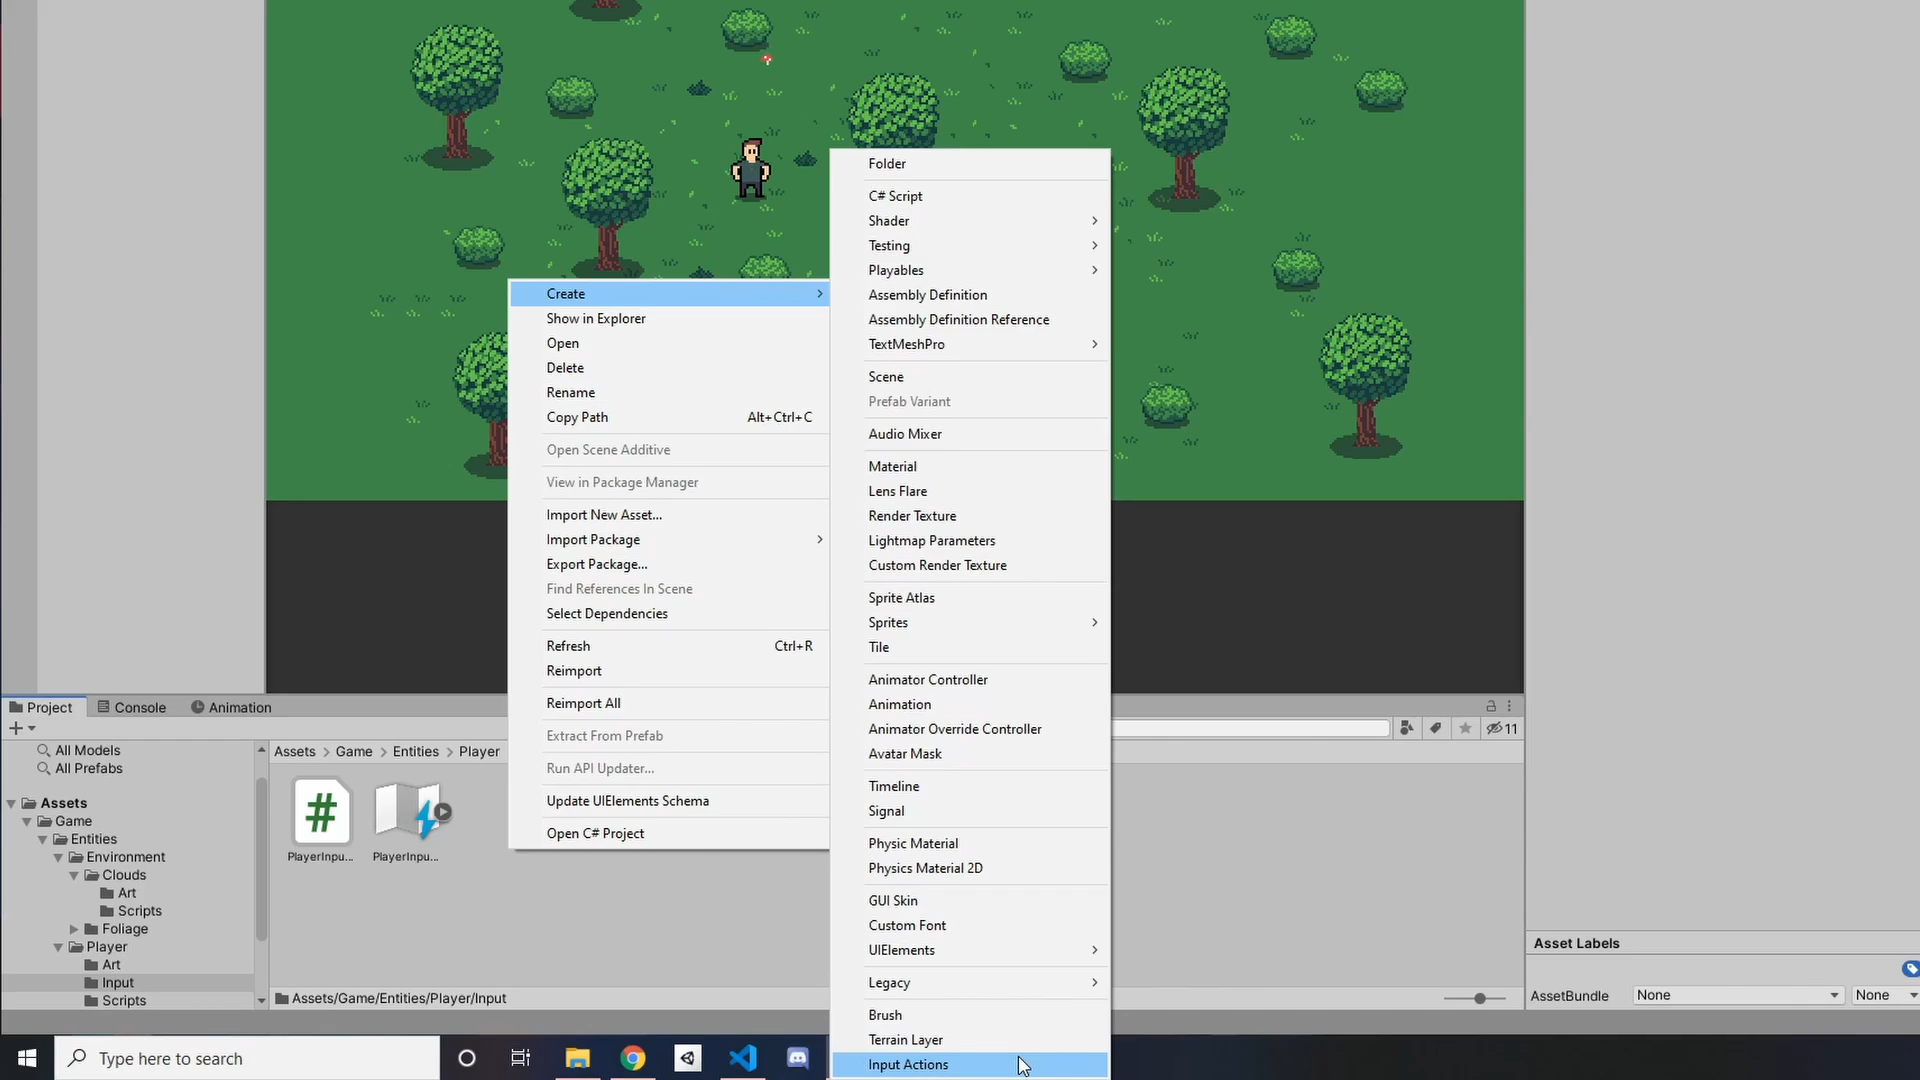 Folder
C# Script
Shader
Testing
Playables
Assembly Definition
Assembly Definition Reference
TextMeshPro
Scene
Prefab Variant
Audio Mixer
Material
Lens Flare
Render Texture
Lightmap Parameters
Custom Render Texture
Sprite Atlas
Sprites
Tile
Animator Controller
Animation
Animator Override Controller
Avatar Mask
Timeline
Signal
Physic Material
Physics Material 2D
GUI Skin
Custom Font
UIElements
Legacy
Brush
Terrain Layer
Input Actions
Create
Show in Explorer
Open
Delete
Rename
Copy Path Alt+Ctrl+C
Open Scene Additive
View in Package Manager
Import New Asset...
Import Package
Export Package...
Find References In Scene
Select Dependencies
Refresh Ctrl+R
Reimport
Reimport All
Extract From Prefab
Run API Updater...
Update UIElements Schema
Open C# Project
Project Console Animation
11
All Models
All Prefabs
Assets
Game
Entities
Environment
Clouds
Art
Scripts
Foliage
Player
Art
Input
Scripts
Assets > Game > Entities > Player
#
PlayerInpu... PlayerInpu...
Assets/Game/Entities/Player/Input
Asset Labels
AssetBundle None None
Type here to search